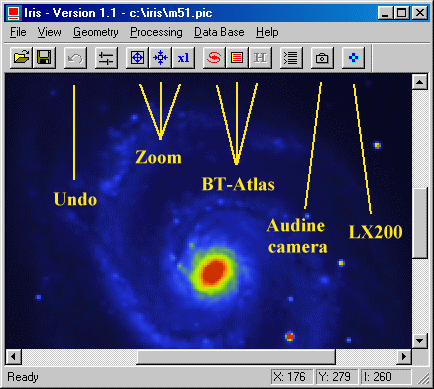 Iris - Version 1.1 - c:\iris\m51.pic
File View Geometry Processing Data Base Help
x1 H
Zoom
BT-Atlas
Undo
Audine
camera
LX200
Ready X: 176 Y: 279 I: 260